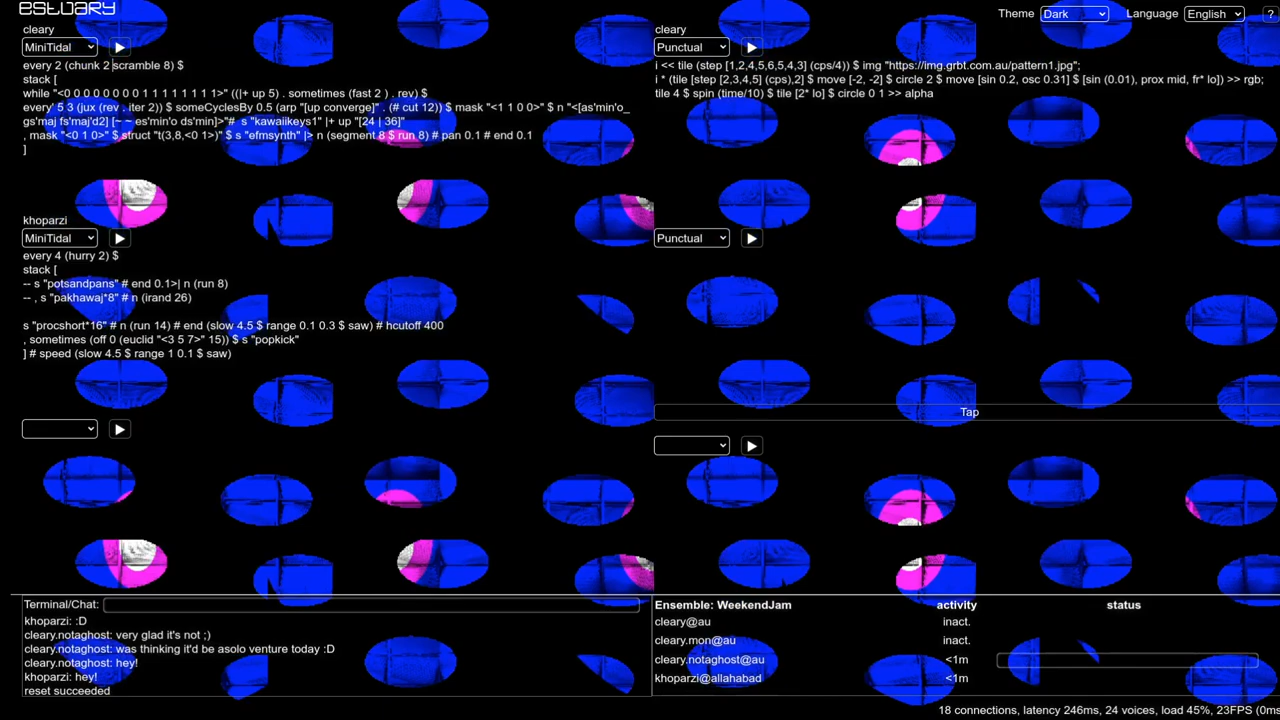 estuary
Theme Dark Language English ?
cleary
MiniTidal
every 2 (chunk 2 scramble 8) $
stack [
while "<0 0 0 0 0 0 0 0 1 1 1 1 1 1 1 1>" ((|+ up 5) . sometimes (fast 2 ) . rev) $
every' 5 3 (jux (rev . iter 2)) $ someCyclesBy 0.5 (arp "[up converge]" . (# cut 12)) $ mask "<1 1 0 0>" $ n "<[as'min'o_
gs'maj fs'maj'd2] [~ ~ es'min'o ds'min]>"# s "kawaiikeys1" |+ up "[24 | 36]"
, mask "<0 1 0>" $ struct "t(3,8,<0 1>)" $ s "efmsynth" |> n (segment 8 $ run 8) # pan 0.1 # end 0.1
]
cleary
Punctual
i << tile (step [1,2,4,5,6,5,4,3] (cps/4)) $ img "https://img.grbt.com.au/pattern1.jpg";
i * (tile [step [2,3,4,5] (cps),2] $ move [-2, -2] $ circle 2 $ move [sin 0.2, osc 0.31] $ [sin (0.01), prox mid, fr* lo]) >> rgb;
tile 4 $ spin (time/10) $ tile [2* lo] $ circle 0 1 >> alpha
khoparzi
MiniTidal
every 4 (hurry 2) $
stack [
-- s "potsandpans" # end 0.1>| n (run 8)
-- , s "pakhawaj*8" # n (irand 26)
s "procshort*16" # n (run 14) # end (slow 4.5 $ range 0.1 0.3 $ saw) # hcutoff 400
, sometimes (off 0 (euclid "<3 5 7>" 15)) $ s "popkick"
] # speed (slow 4.5 $ range 1 0.1 $ saw)
Punctual
Tap
Terminal/Chat:
khoparzi: :D
cleary.notaghost: very glad it's not ;)
cleary.notaghost: was thinking it'd be asolo venture today :D
cleary.notaghost: hey!
khoparzi: hey!
reset succeeded
Ensemble: WeekendJam activity status
cleary@au inact.
cleary.mon@au inact.
cleary.notaghost@au <1m
khoparzi@allahabad <1m
18 connections, latency 246ms, 24 voices, load 45%, 23FPS (0ms